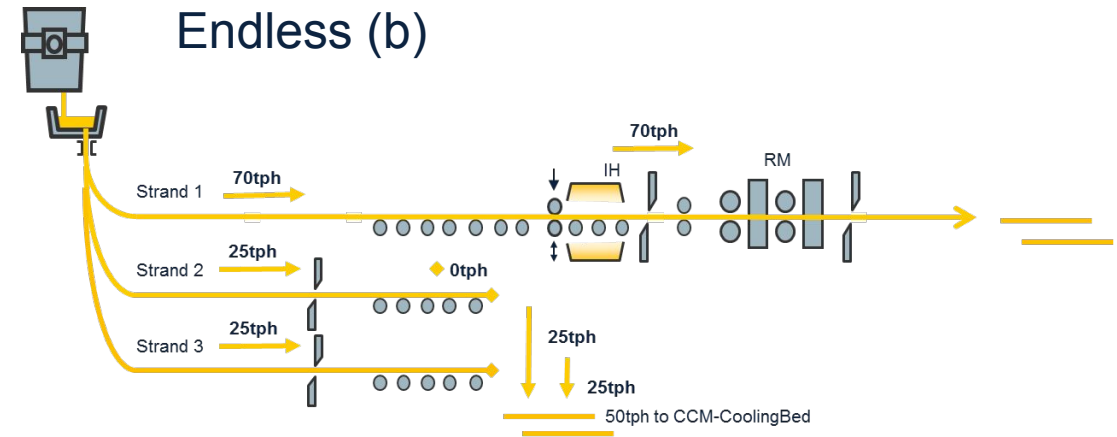 Endless (b)
70tph
IH
RM
Strand 1
70tph
Strand 2
25tph
0tph
Strand 3
25tph
25tph
25tph
50tph to CCM-CoolingBed